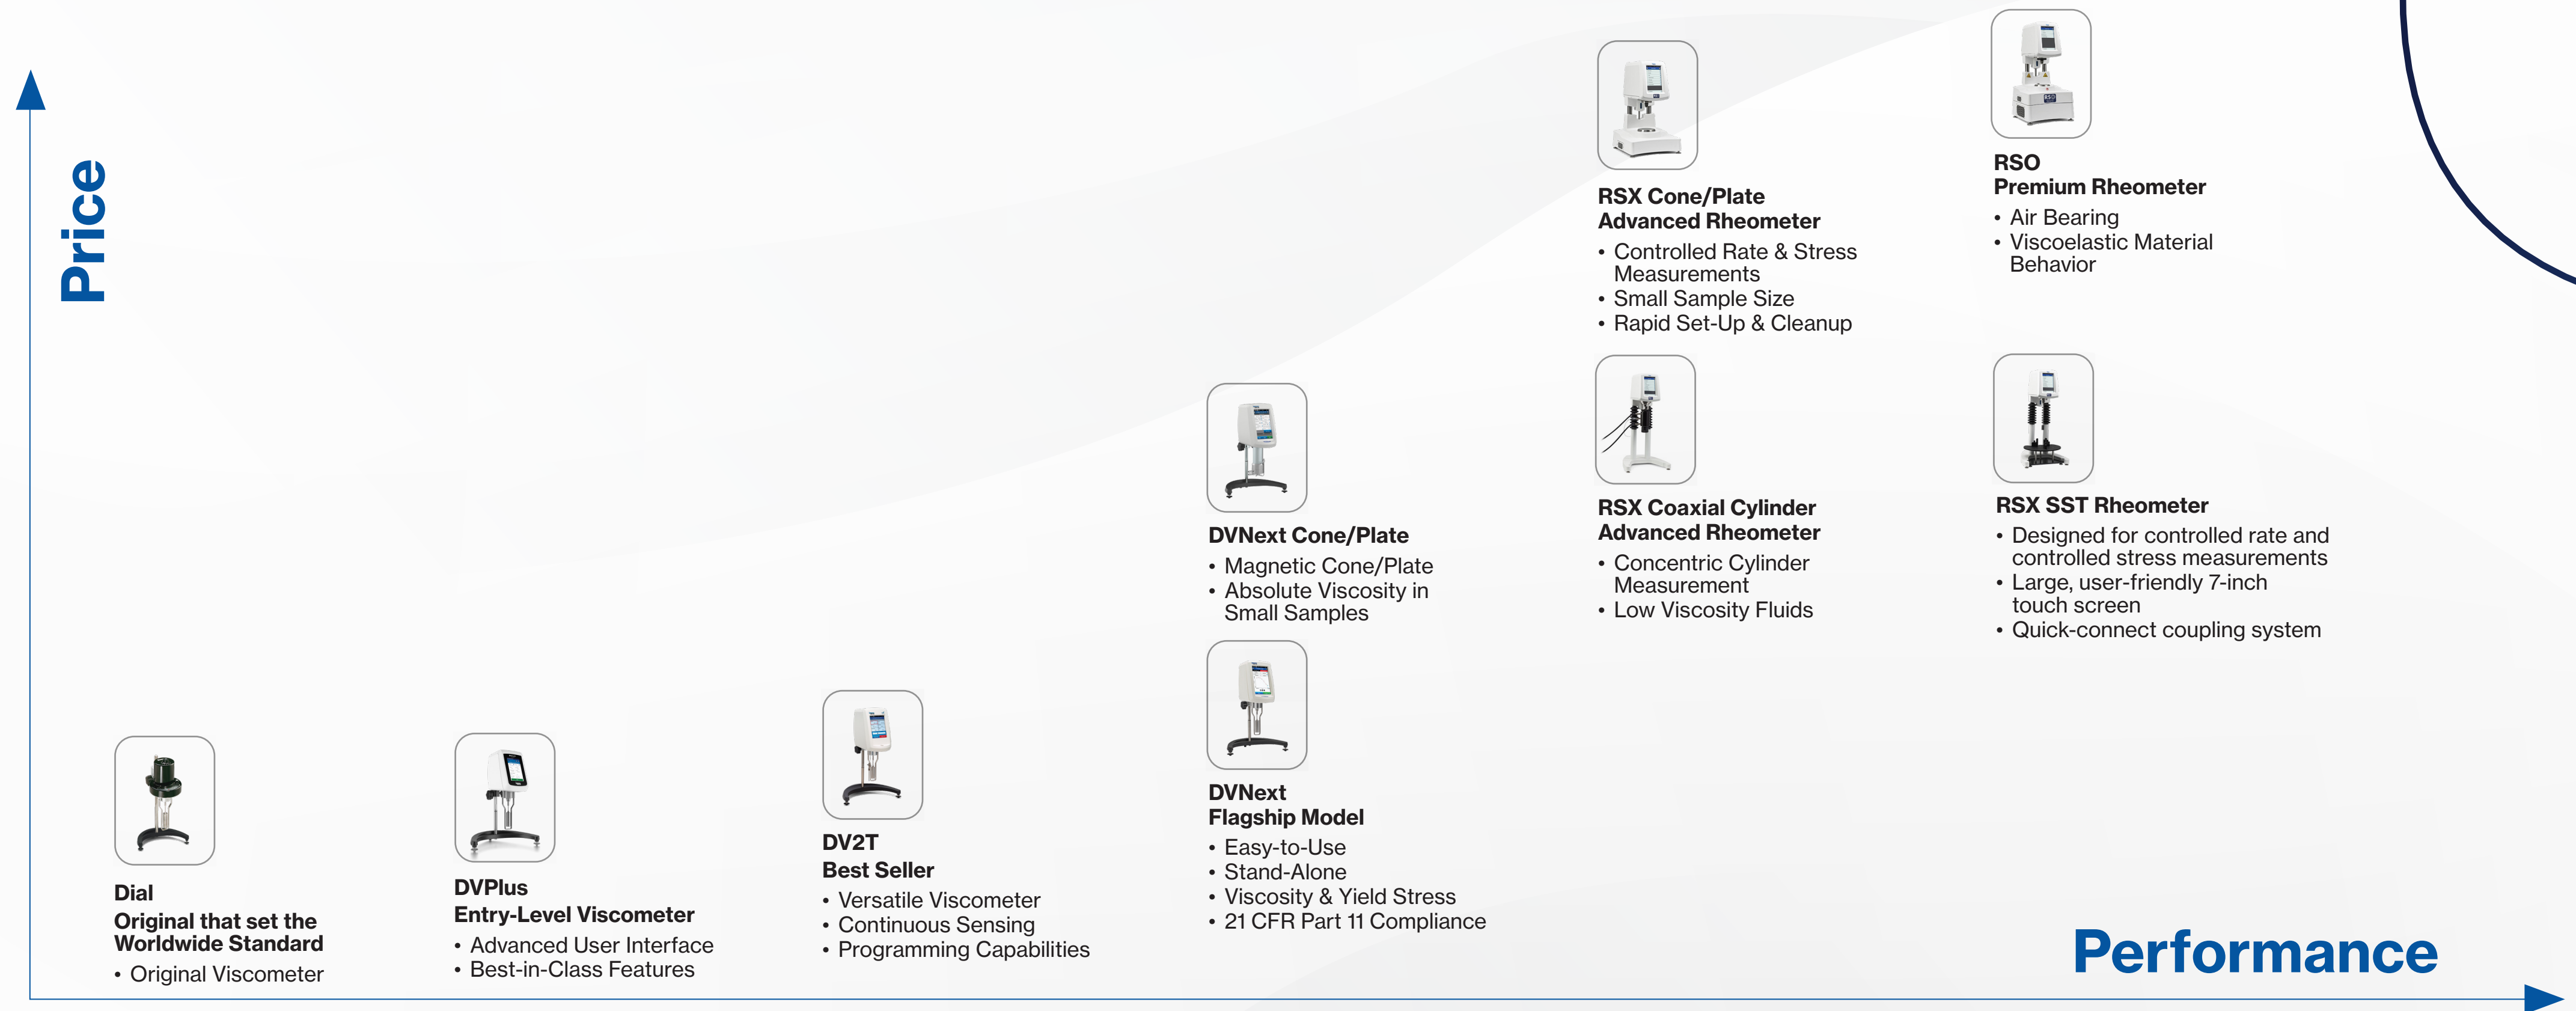 Price
Dial
Original that set the
Worldwide Standard
• Original Viscometer
DVPlus
Entry-Level Viscometer
• Advanced User Interface
• Best-in-Class Features
DV2T
Best Seller
• Versatile Viscometer
• Continuous Sensing
• Programming Capabilities
DVNext Cone/Plate
• Magnetic Cone/Plate
• Absolute Viscosity in
Small Samples
DVNext
Flagship Model
• Easy-to-Use
• Stand-Alone
• Viscosity & Yield Stress
• 21 CFR Part 11 Compliance
RSX Cone/Plate
Advanced Rheometer
• Controlled Rate & Stress
Measurements
• Small Sample Size
• Rapid Set-Up & Cleanup
RSX Coaxial Cylinder
Advanced Rheometer
• Concentric Cylinder
Measurement
• Low Viscosity Fluids
RSO
RSO
Premium Rheometer
• Air Bearing
• Viscoelastic Material
Behavior
RSX SST Rheometer
• Designed for controlled rate and
controlled stress measurements
• Large, user-friendly 7-inch
touch screen
• Quick-connect coupling system
Performance